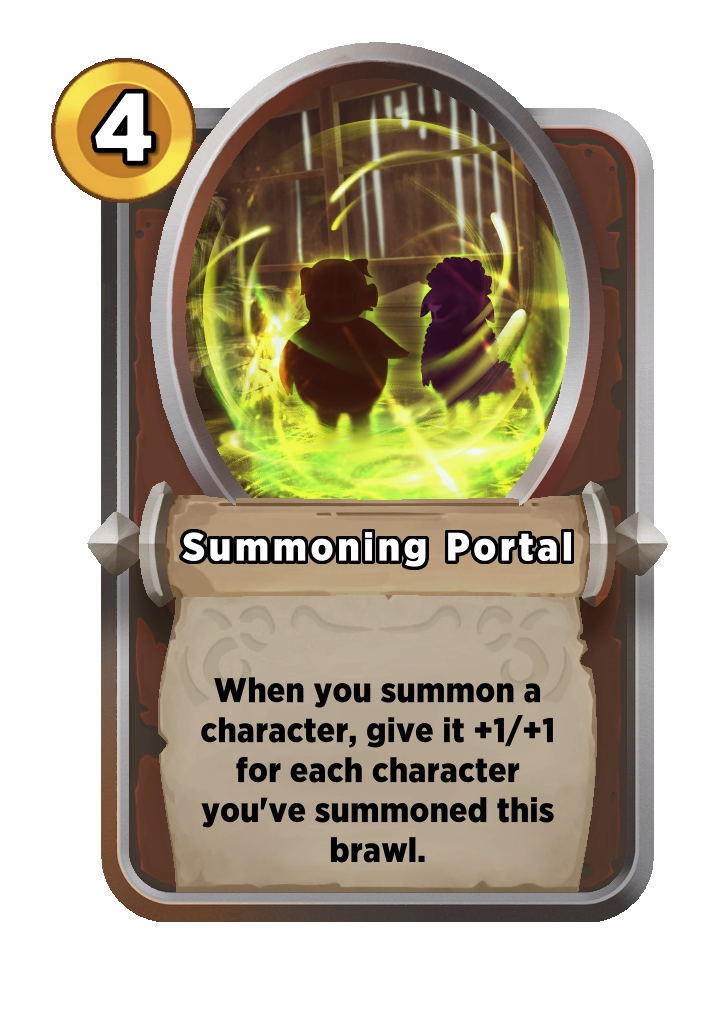 4
Summoning Portal
When you summon a
character, give it +1/+1
for each character
you've summoned this
brawl.